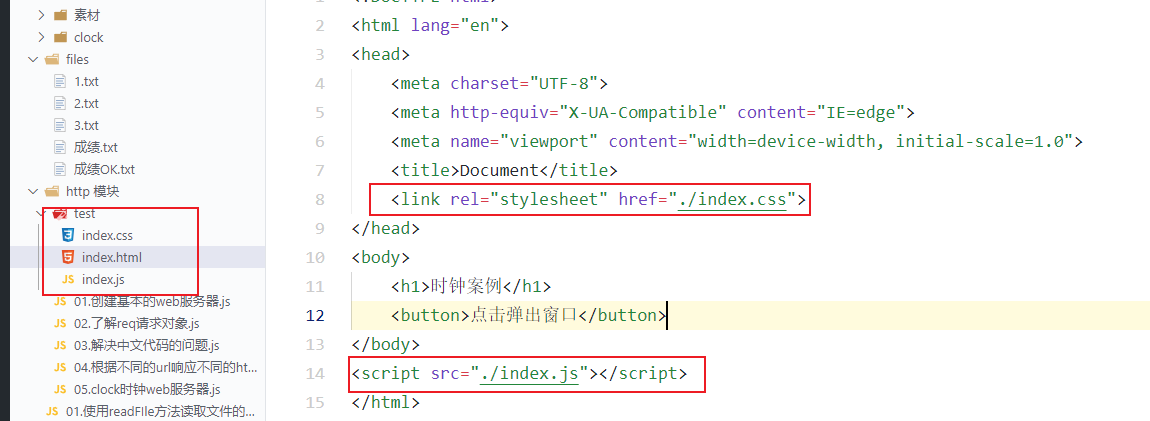 素材
clock
files
1.txt
2.txt
3.txt
成绩.txt
成绩OK.txt
http 模块
test
index.css
index.html
index.js
01.创建基本的web服务器.js
02.了解req请求对象.js
03.解决中文代码的问题.js
04.根据不同的url响应不同的ht...
05.clock时钟web服务器.js
01.使用readFIle方法读取文件的...
2 <html lang="en">
3 <head>
4 <meta charset="UTF-8">
5 <meta http-equiv="X-UA-Compatible" content="IE=edge">
6 <meta name="viewport" content="width=device-width, initial-scale=1.0">
7 <title>Document</title>
8 <link rel="stylesheet" href="./index.css">
9 </head>
10 <body>
11 <h1>时钟案例</h1>
12 <button>点击弹出窗口</button>
13 </body>
14 <script src="./index.js"></script>
15 </html>